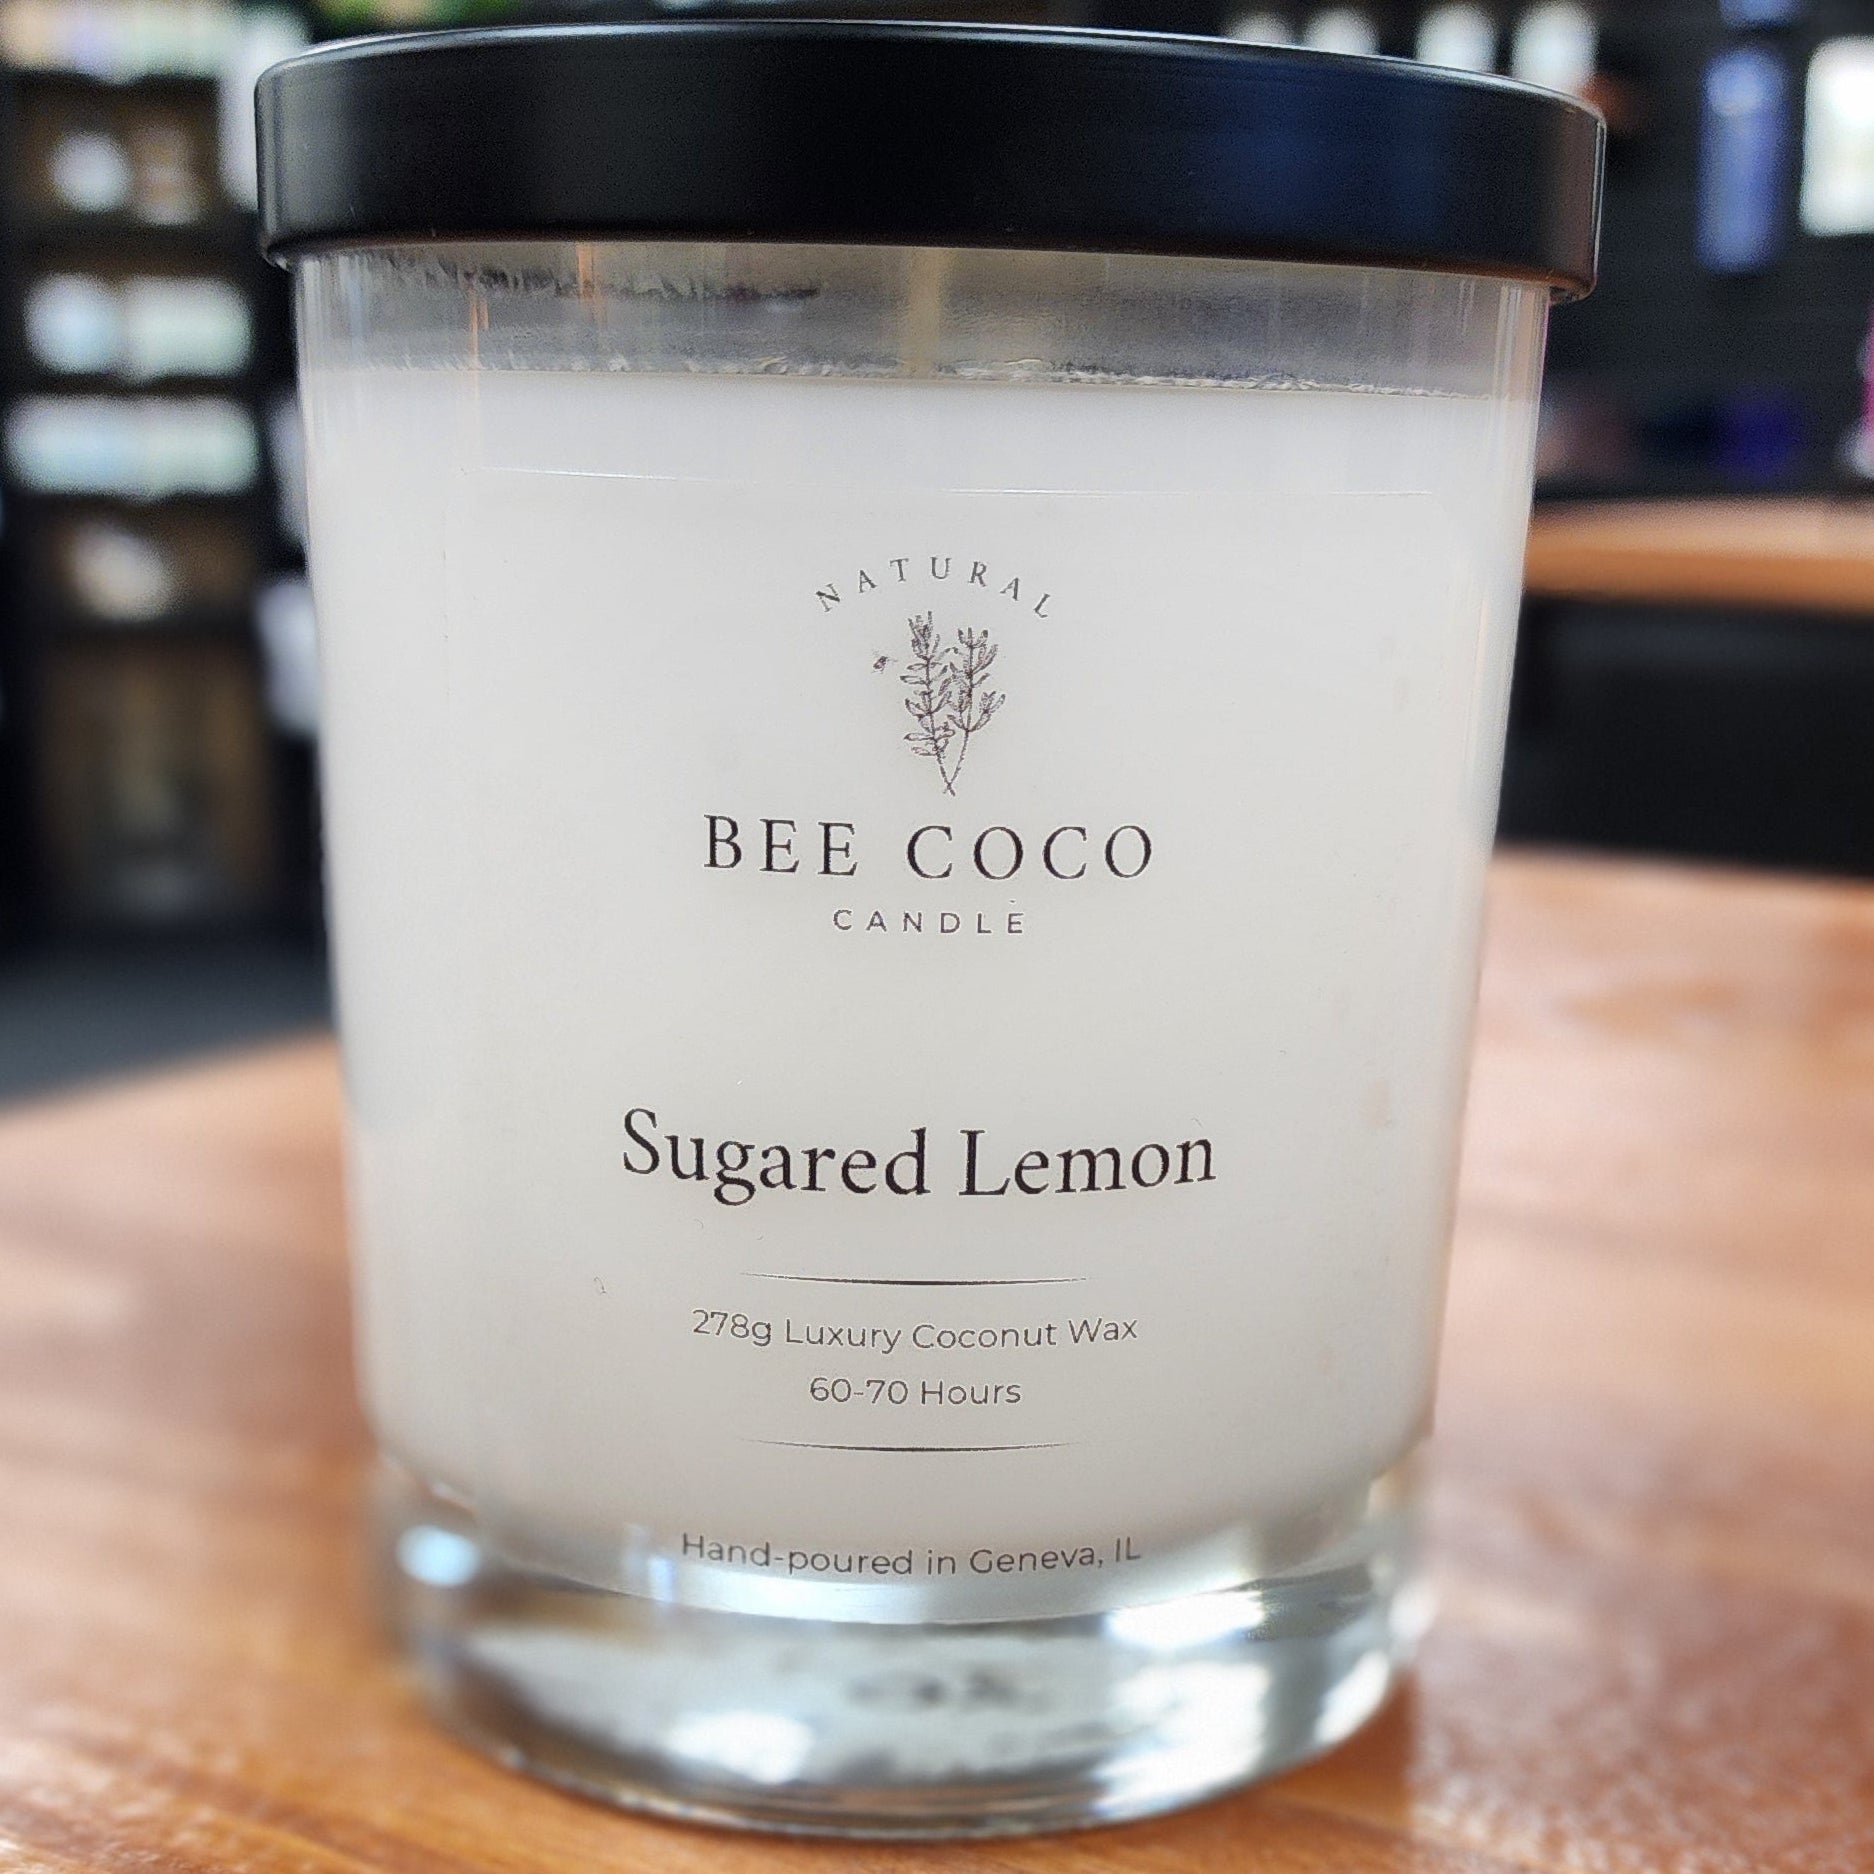 NATURAL
BEE COCO
CANDLE
Sugared Lemon
278g Luxury Coconut Wax
60-70 Hours
Hand-poured in Geneva, IL